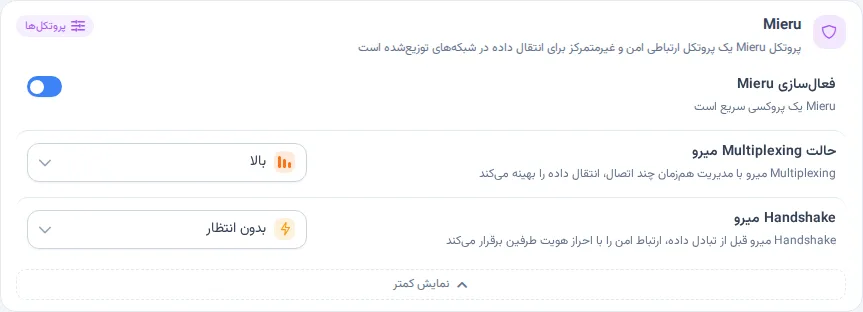 Mieru
پروتکل‌ها
پروتکل Mieru یک پروتکل ارتباطی امن و غیرمتمرکز برای انتقال داده در شبکه‌های توزیع‌شده است
فعال‌سازی Mieru
Mieru یک پروکسی سریع است
حالت Multiplexing میرو
Multiplexing میرو با مدیریت هم‌زمان چند اتصال، انتقال داده را بهینه می‌کند
بالا
Handshake میرو
Handshake میرو قبل از تبادل داده، ارتباط امن را با احراز هویت طرفین برقرار می‌کند
بدون انتظار
نمایش کمتر